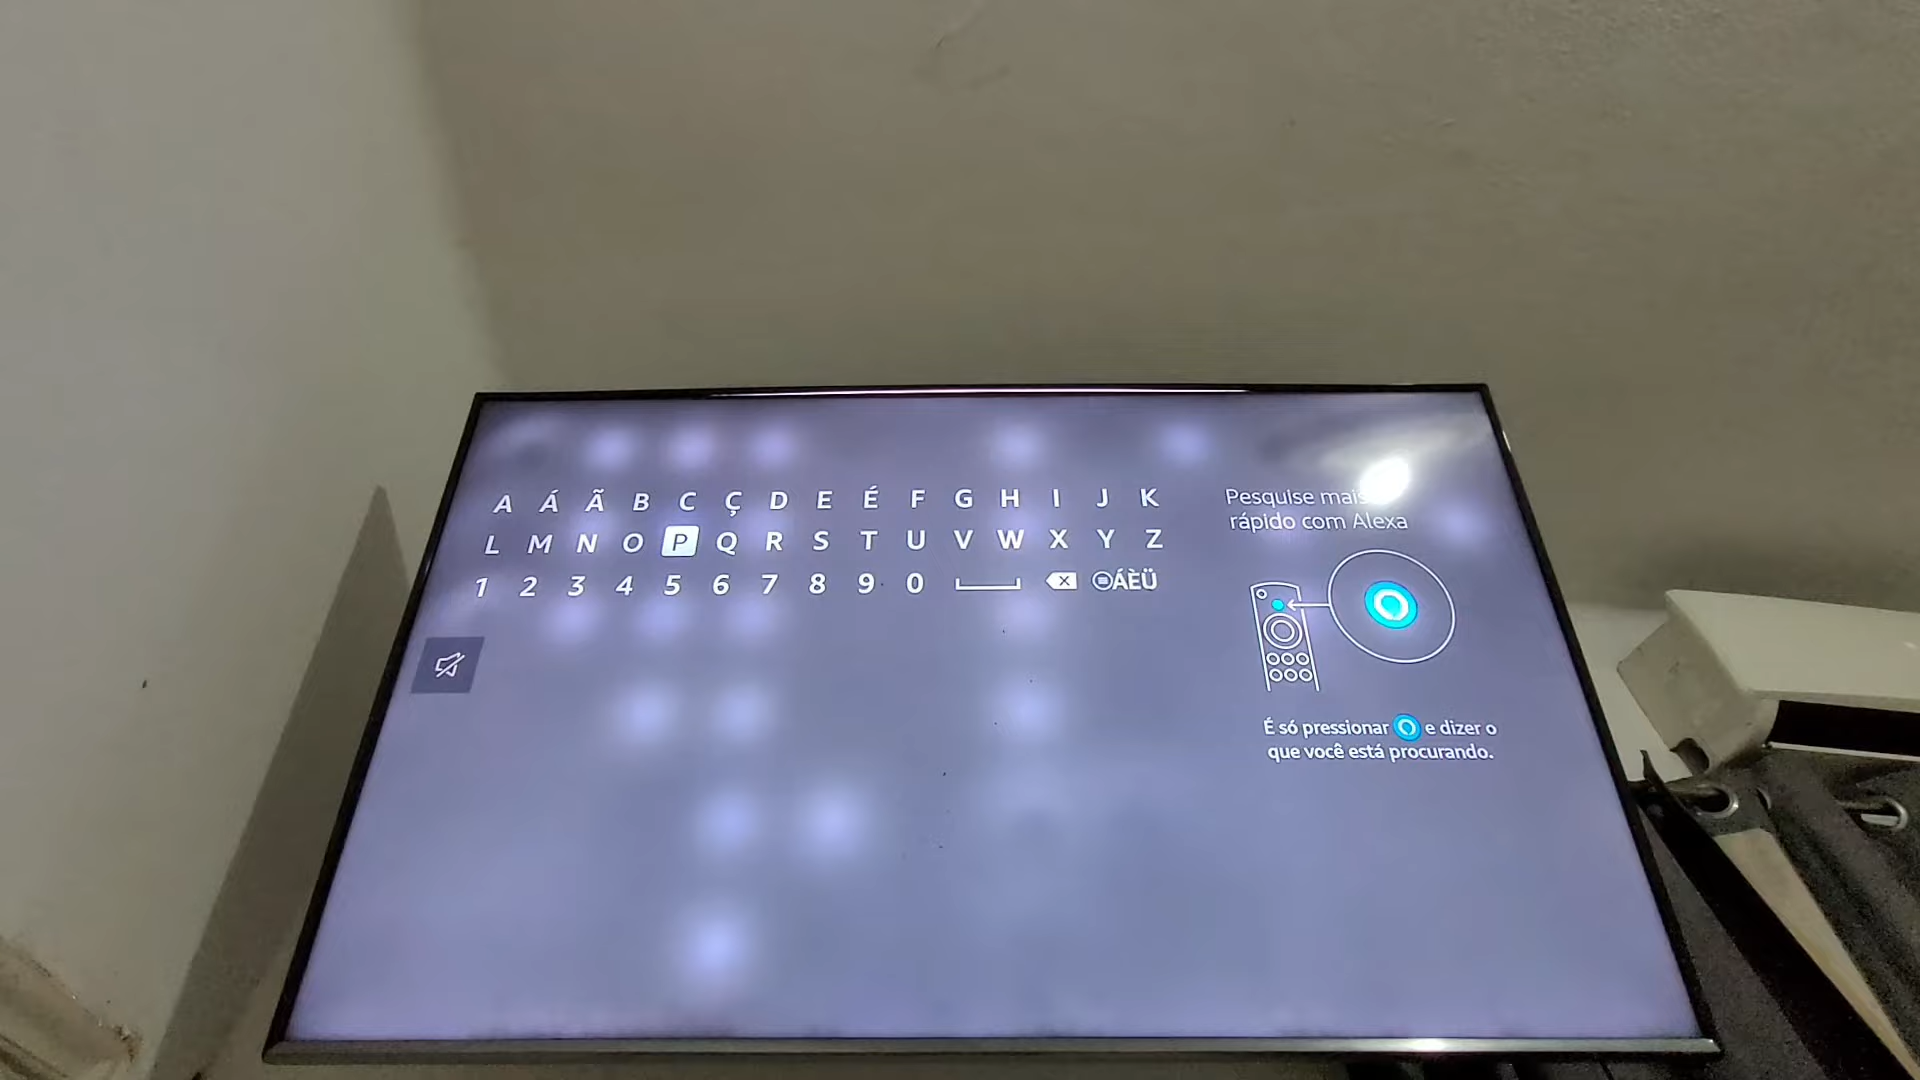 A Á Ã B C Ç D E É F G H I J K
L M N O P Q R S T U V W X Y Z
1 2 3 4 5 6 7 8 9 0 ÁÈÜ
Pesquise mais
rápido com Alexa
É só pressionar e dizer o
que você está procurando.